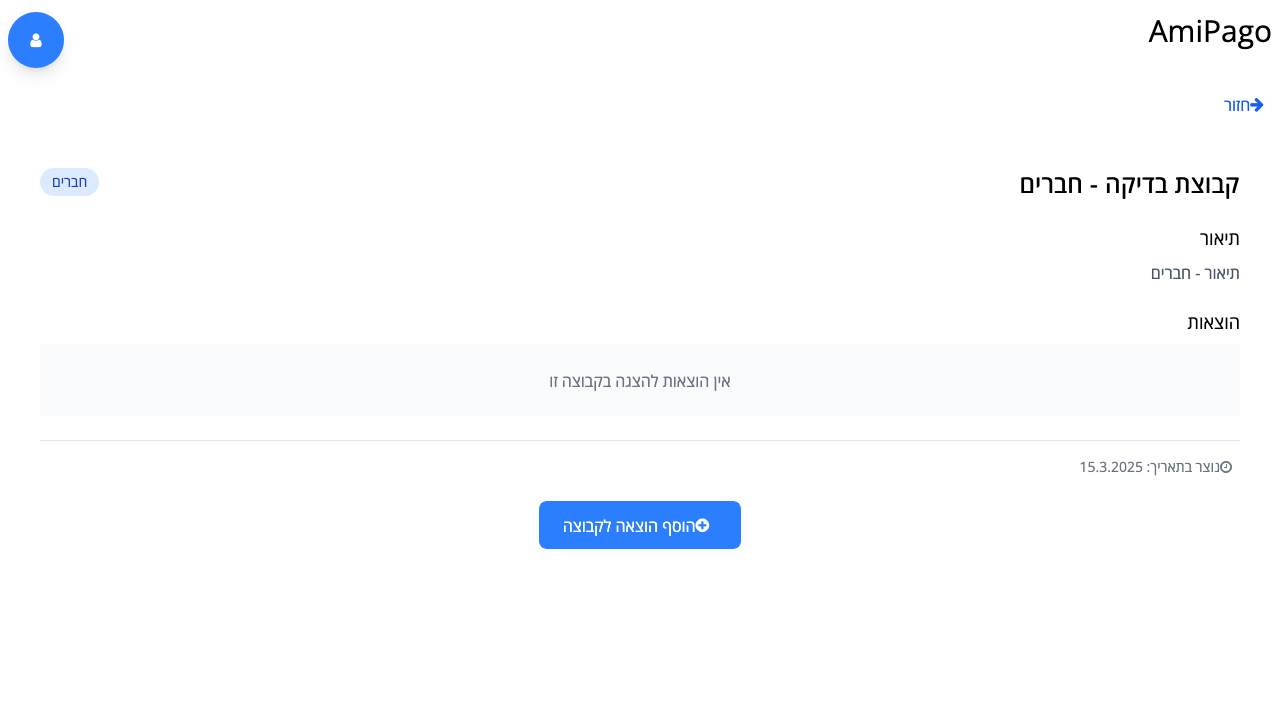 AmiPago
חזור
קבוצת בדיקה - חברים
חברים
תיאור
תיאור - חברים
הוצאות
אין הוצאות להצגה בקבוצה זו
נוצר בתאריך: 15.3.2025
הוסף הוצאה לקבוצה